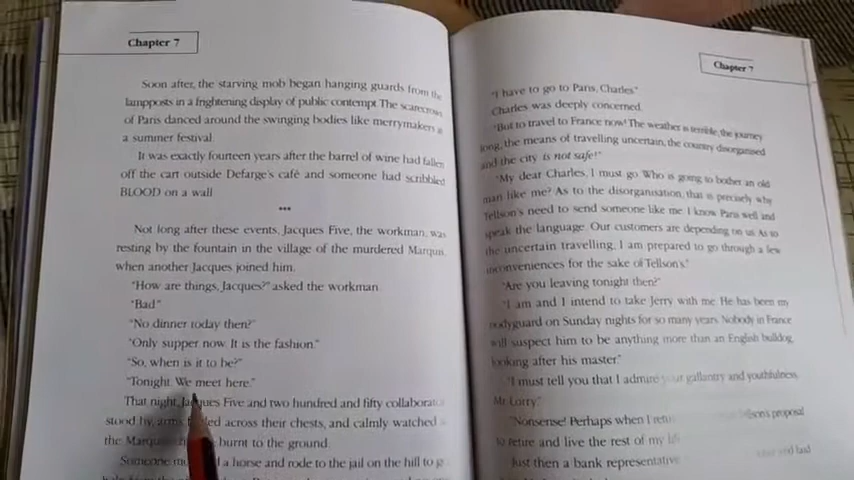 Chapter 7
Soon after, the starving mob began hanging guards from the
lampposts in a frightening display of public contempt. The scarecrows
of Paris danced around the swinging bodies like merrymakers
a summer festival.
It was exactly fourteen years after the barrel of wine had fallen
off the cart outside Defarge's café and someone had scribbled
BLOOD on a wall.
***
Not long after these events, Jacques Five, the workman, was
resting by the fountain in the village of the murdered Marquis,
when another Jacques joined him.
"How are things, Jacques?" asked the workman.
"Bad"
"No dinner today then?"
"Only supper now. It is the fashion."
"So, when is it to be?"
"Tonight. We meet here."
That night, Jacques Five and two hundred and fifty
stood by, arms across their chests, and calmly watched
the burnt to the ground.
Someone a horse and rode to the jail on the hill to
Chapter 7
"I have to go to Paris, Charles."
Charles was deeply concerned.
"But to travel to France now! The weather is terrible, the journey
long, the means of travelling uncertain, the country disorganised
and the city is not safe!"
"My dear Charles, I must go. Who is going to bother an old
man like me? As to the disorganisation, that is precisely why
Tellson's need to send someone like me. I know Paris well and
speak the language. Our customers are depending on us. As to
the uncertain travelling, I am prepared to go through a few
inconveniences for the sake of Tellson's."
"Are you leaving tonight then?"
"I am and I intend to take Jerry with me. He has been my
bodyguard on Sunday nights for so many years. Nobody in France
will suspect him to be anything more than an English bulldog,
looking after his master."
"I must tell you that I admire your gallantry and youthfulness,
Mr Lorry."
"Nonsense! Perhaps when I proposal
to retire and live the rest of my
Just then a bank representative